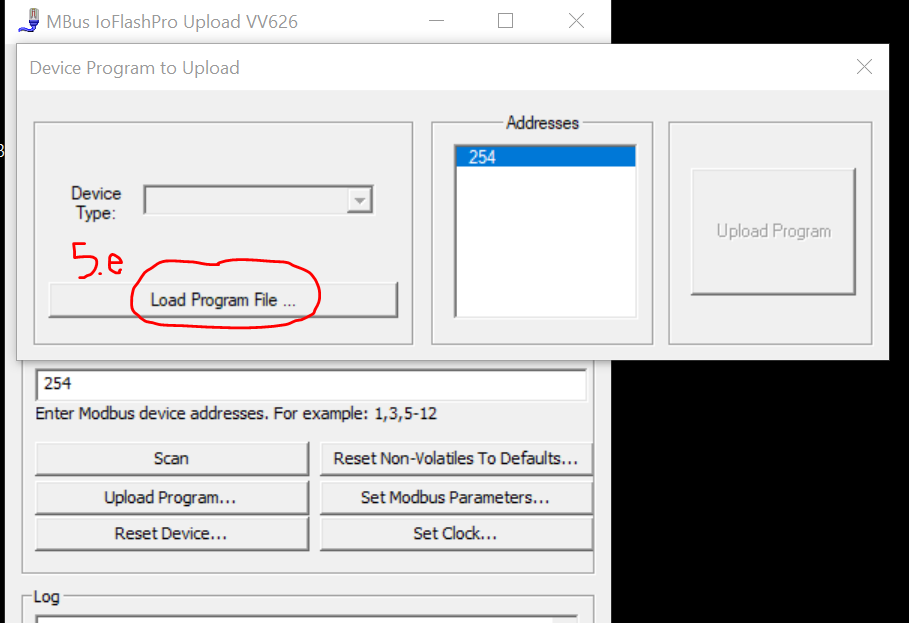 MBus IoFlashPro Upload VV626
Device Program to Upload
Device
Type:
5.e
Load Program File ...
Addresses
254
Upload Program
3
254
Enter Modbus device addresses. For example: 1,3,5-12
Scan
Reset Non-Volatiles To Defaults...
Upload Program...
Set Modbus Parameters...
Reset Device...
Set Clock...
Log